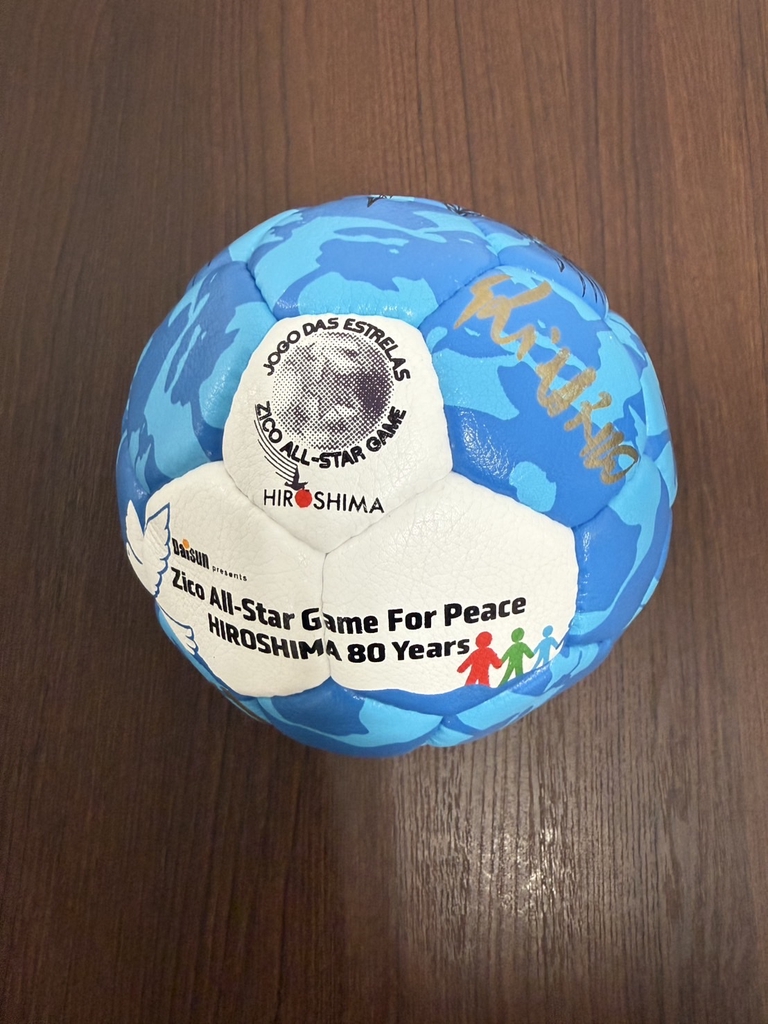 JOGO DAS ESTRELAS
ZICO ALL-STAR GAME
HIROSHIMA
Daisun presents
Zico All-Star Game For Peace
HIROSHIMA 80 Years